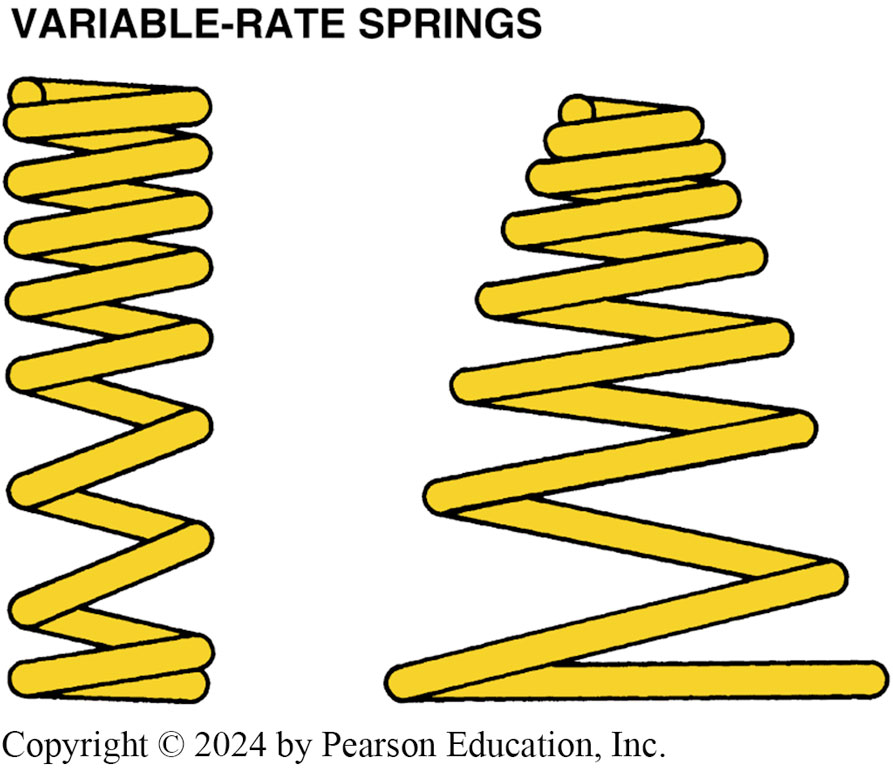 VARIABLE-RATE SPRINGS
Copyright © 2024 by Pearson Education, Inc.